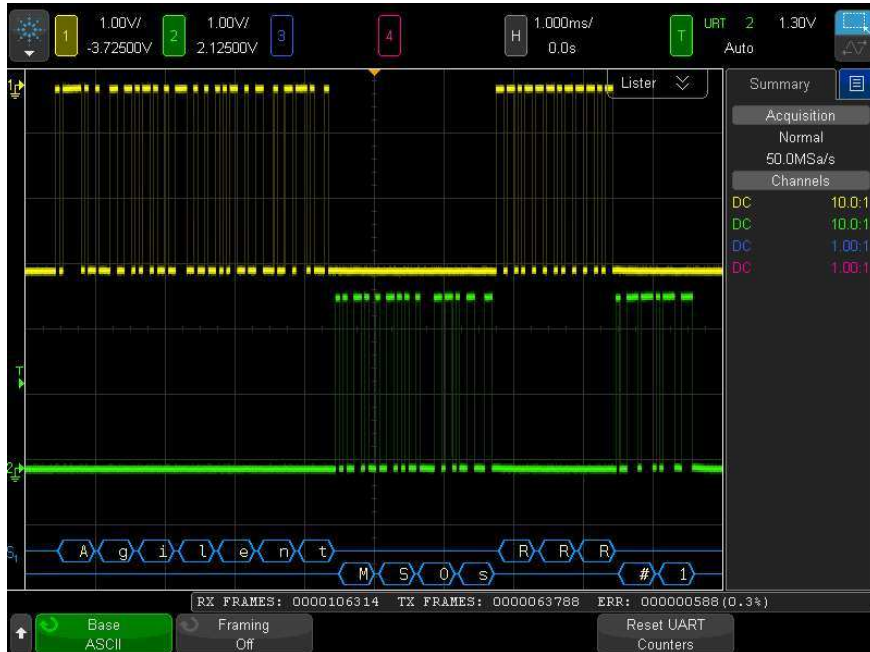 1 1.00V/ 2 1.00V/ 3 4 H 1.000ms/ T URT 2 1.30V
-3.72500V 2.12500V 0.0s Auto
Lister
Summary
Acquisition
Normal
50.0MSa/s
Channels
DC 10.0:1
DC 10.0:1
DC 1.00:1
DC 1.00:1
1
T
2
S1 A g i l e n t R R R
M S O s # 1
RX FRAMES: 0000106314 TX FRAMES: 0000063788 ERR: 000000588(0.3%)
Base Framing Reset UART
ASCII Off Counters